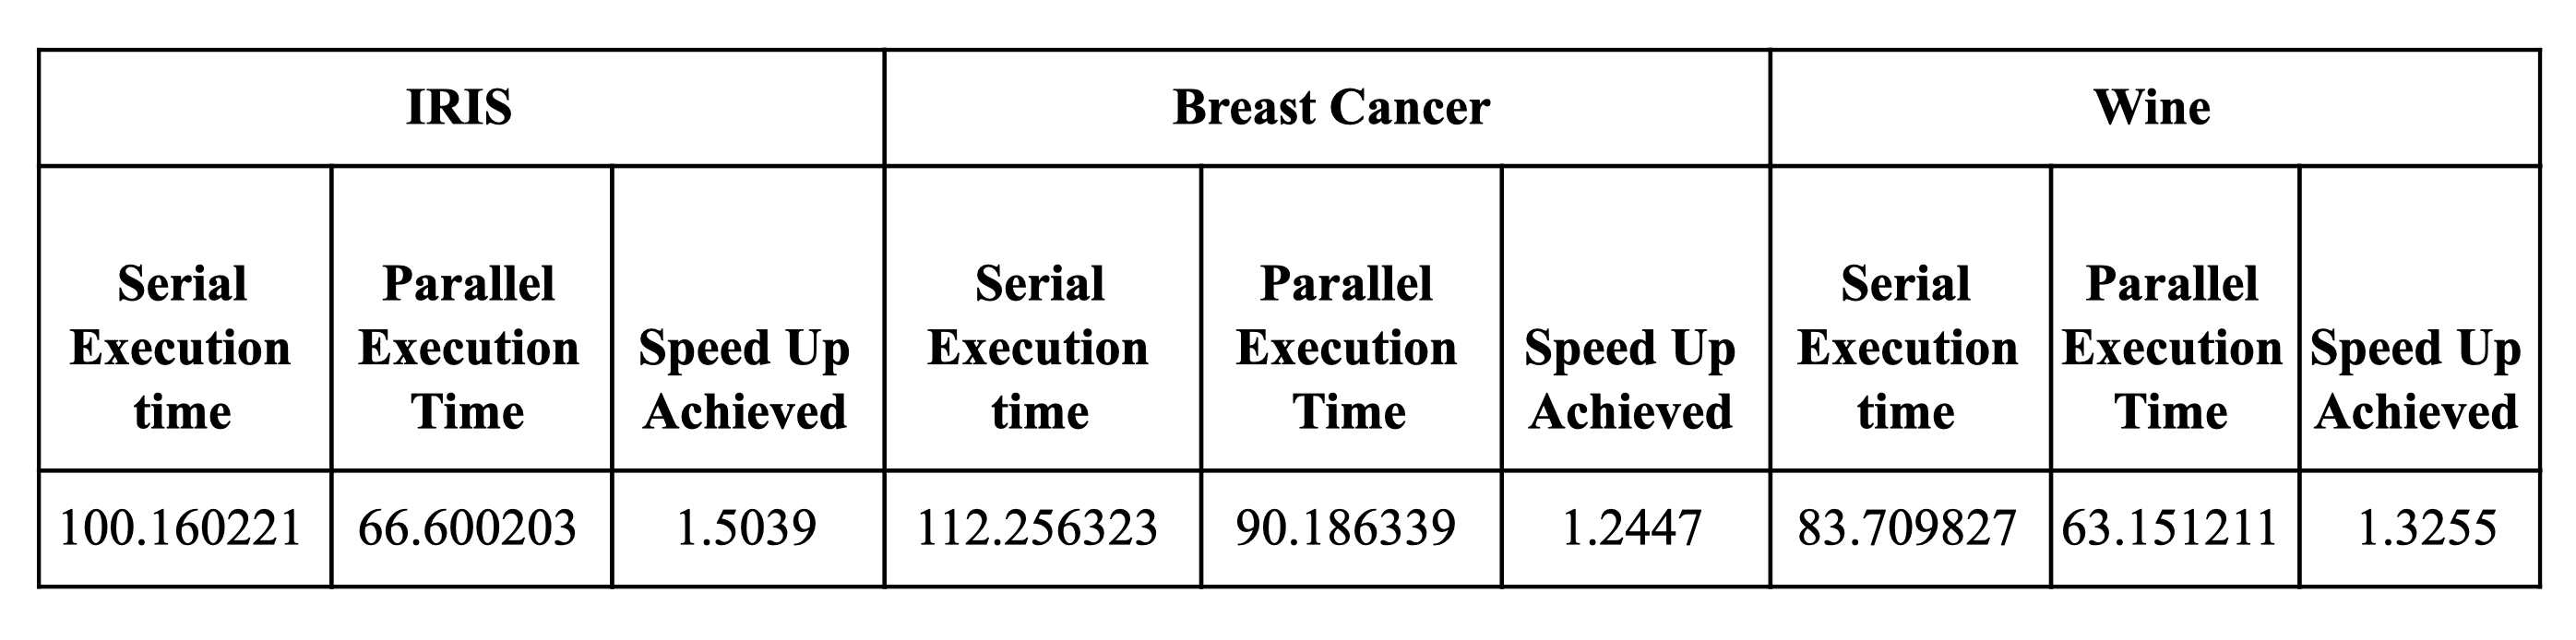 IRIS Breast Cancer Wine
Serial Execution time Parallel Execution Time Speed Up Achieved Serial Execution time Parallel Execution Time Speed Up Achieved Serial Execution time Parallel Execution Time Speed Up Achieved
100.160221 66.600203 1.5039 112.256323 90.186339 1.2447 83.709827 63.151211 1.3255